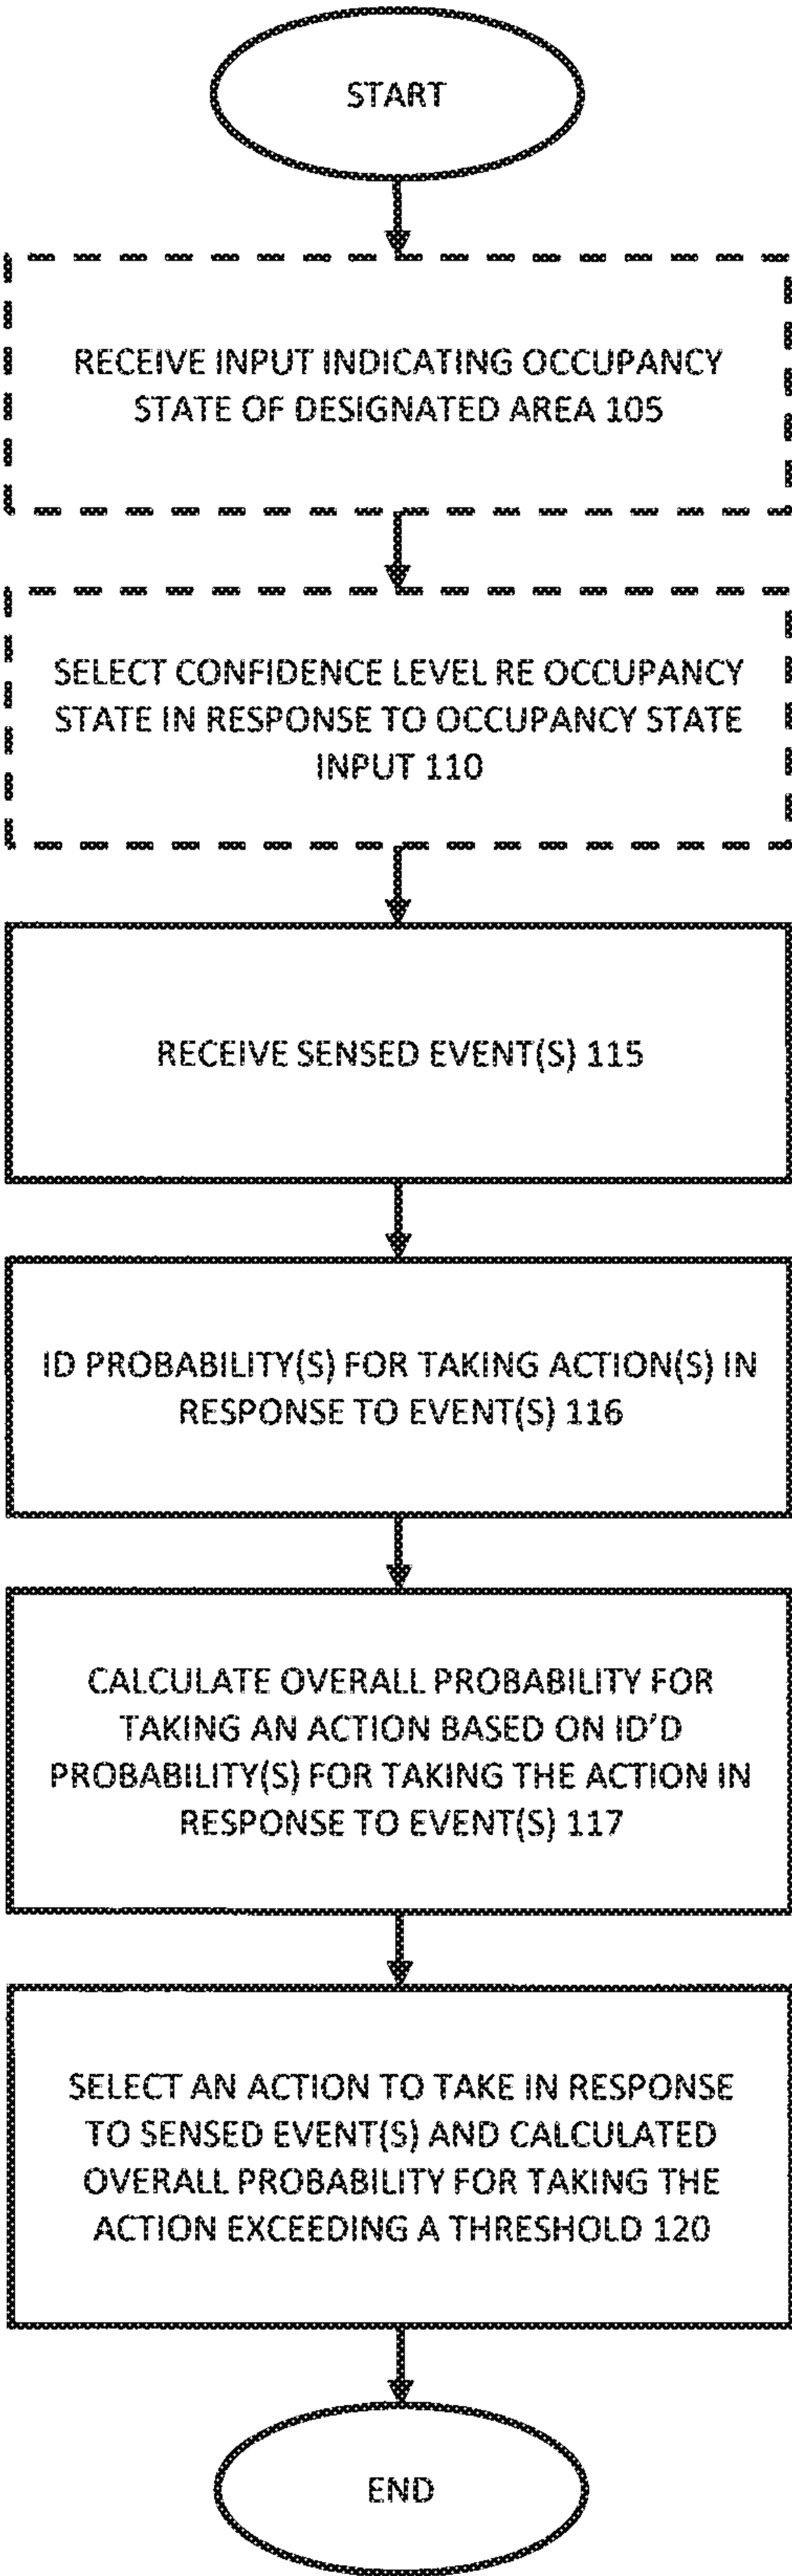 START
RECEIVE INPUT INDICATING OCCUPANCY
STATE OF DESIGNATED AREA 105
SELECT CONFIDENCE LEVEL RE OCCUPANCY
STATE IN RESPONSE TO OCCUPANCY STATE
INPUT 110
RECEIVE SENSED EVENT(S) 115
ID PROBABILITY(S) FOR TAKING ACTION(S) IN
RESPONSE TO EVENT(S) 116
CALCULATE OVERALL PROBABILITY FOR
TAKING AN ACTION BASED ON ID'D
PROBABILITY(S) FOR TAKING THE ACTION IN
RESPONSE TO EVENT(S) 117
SELECT AN ACTION TO TAKE IN RESPONSE
TO SENSED EVENT(S) AND CALCULATED
OVERALL PROBABILITY FOR TAKING THE
ACTION EXCEEDING A THRESHOLD 120
END